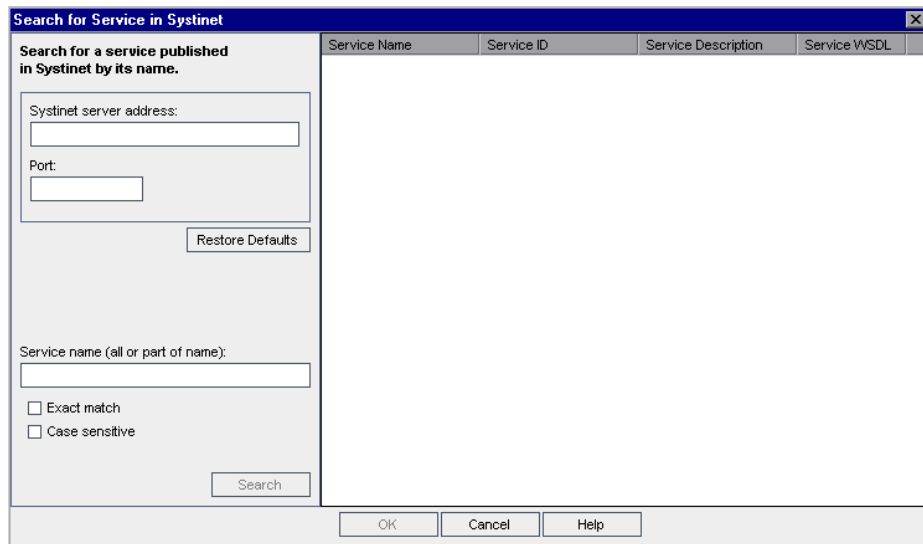 Search for Service in Systinet
Search for a service published
in Systinet by its name.
Systinet server address:
Port:
Restore Defaults
Service name (all or part of name):
Exact match
Case sensitive
Search
Service Name Service ID Service Description Service WSDL
OK Cancel Help